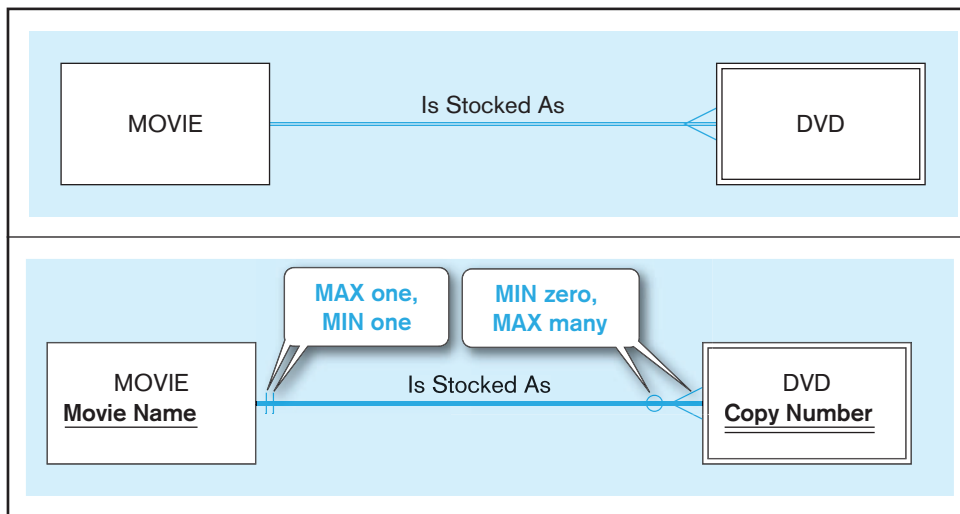 MOVIE
Is Stocked As
DVD
MAX one,
MIN one
MIN zero,
MAX many
MOVIE
Movie Name
Is Stocked As
DVD
Copy Number